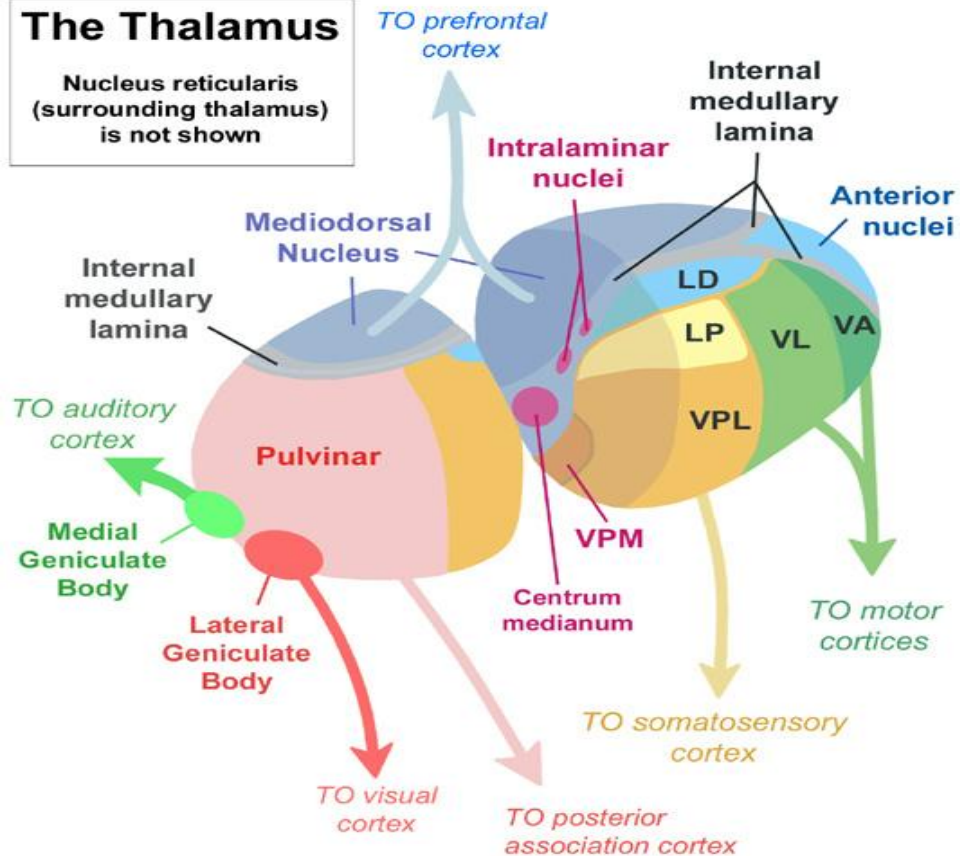 The Thalamus
Nucleus reticularis
(surrounding thalamus)
is not shown
TO prefrontal
cortex
Internal
medullary
lamina
Intralaminar
nuclei
Anterior
nuclei
Mediodorsal
Nucleus
Internal
medullary
lamina
LD
LP
VL
VA
VPL
TO auditory
cortex
Pulvinar
Medial
Geniculate
Body
VPM
Centrum
medianum
Lateral
Geniculate
Body
TO motor
cortices
TO somatosensory
cortex
TO visual
cortex
TO posterior
association cortex